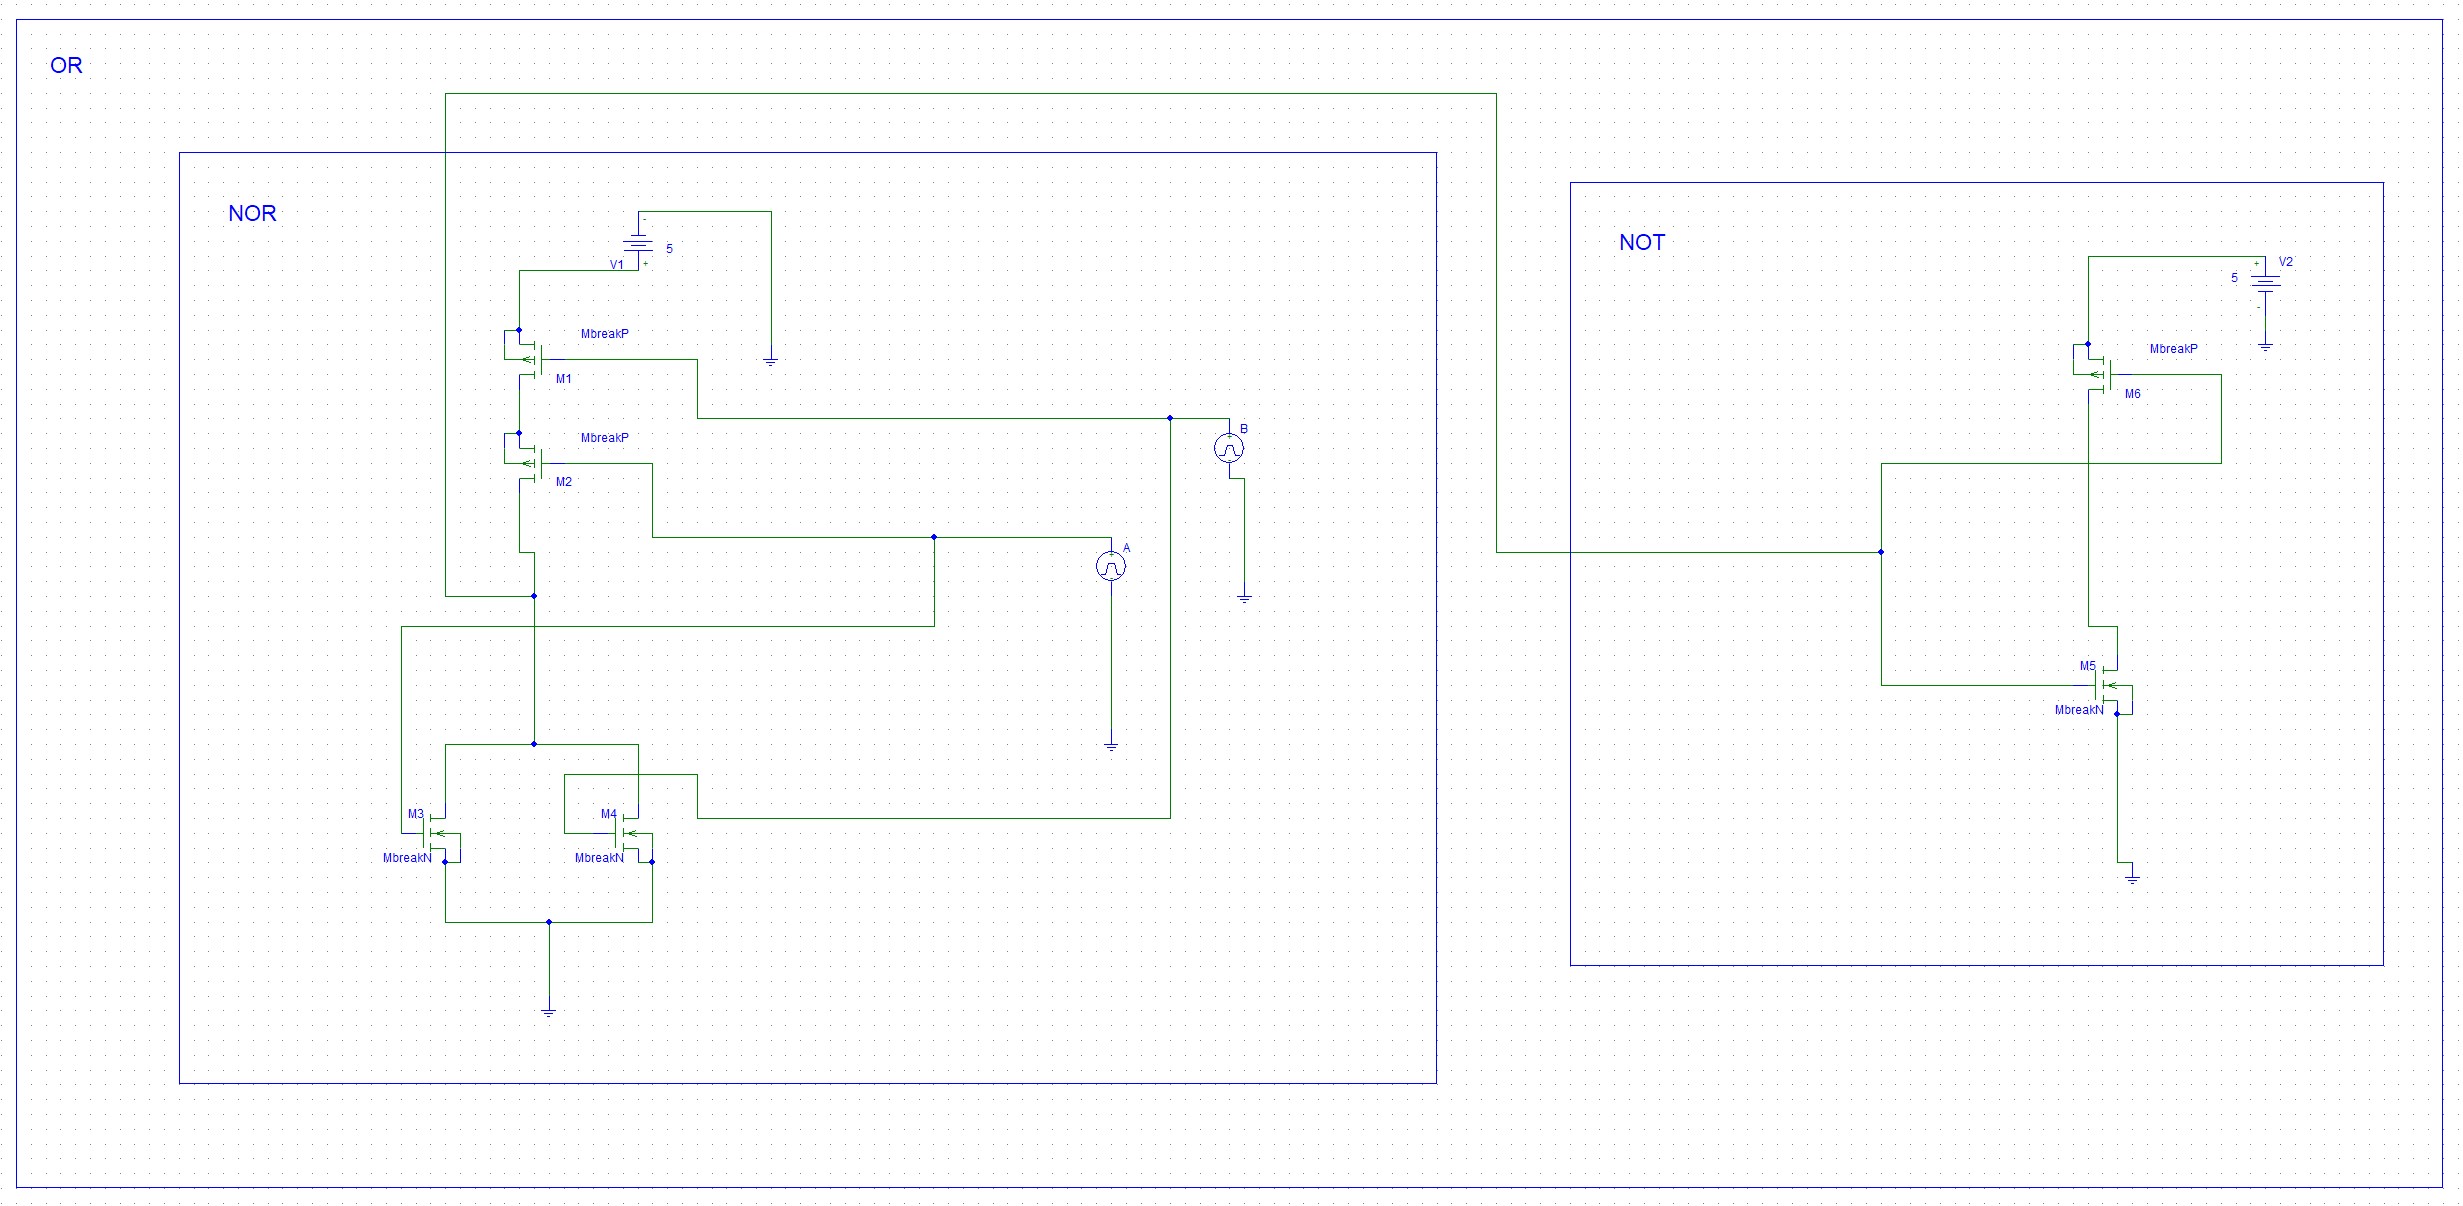 OR
NOR
NOT
-
5
V1
+
+
V2
5
-
MbreakP
M1
MbreakP
M6
B
+
MbreakP
M2
A
+
M5
MbreakN
M3
MbreakN
M4
MbreakN